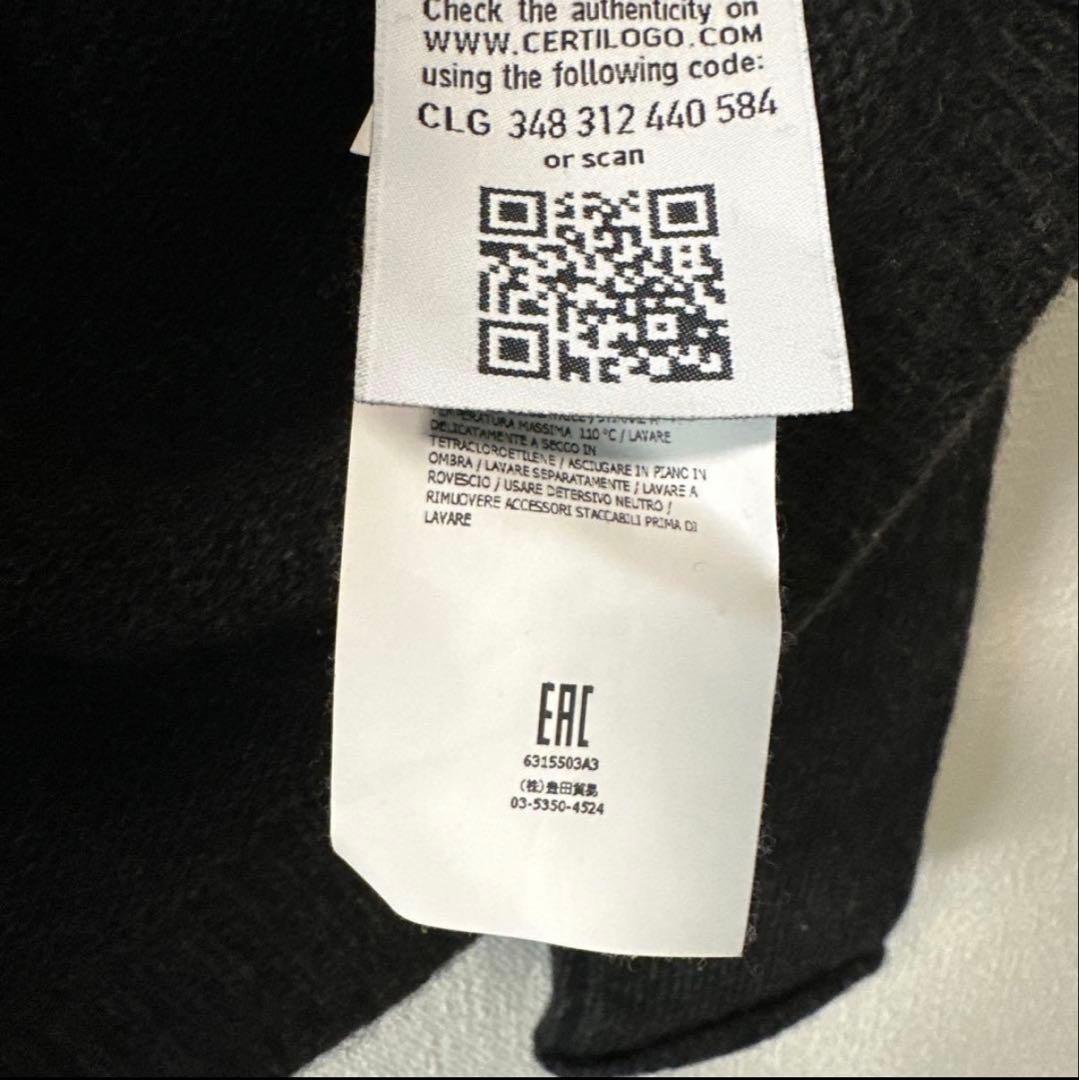 Check the authenticity on
WWW.CERTILOGO.COM
using the following code:
CLG 348 312 440 584
or scan
TEMPERATURA MASSIMA 110 °C / LAVARE
DELICATAMENTE A SECCO IN
TETRACLOROETILENE / ASCIUGARE IN PIANO IN
OMBRA / LAVARE SEPARATAMENTE / LAVARE A
ROVESCIO / USARE DETERSIVO NEUTRO /
RIMUOVERE ACCESSORI STACCABILI PRIMA DI
LAVARE
EAC
6315503A3
(株)豊田貿易
03-5350-4524